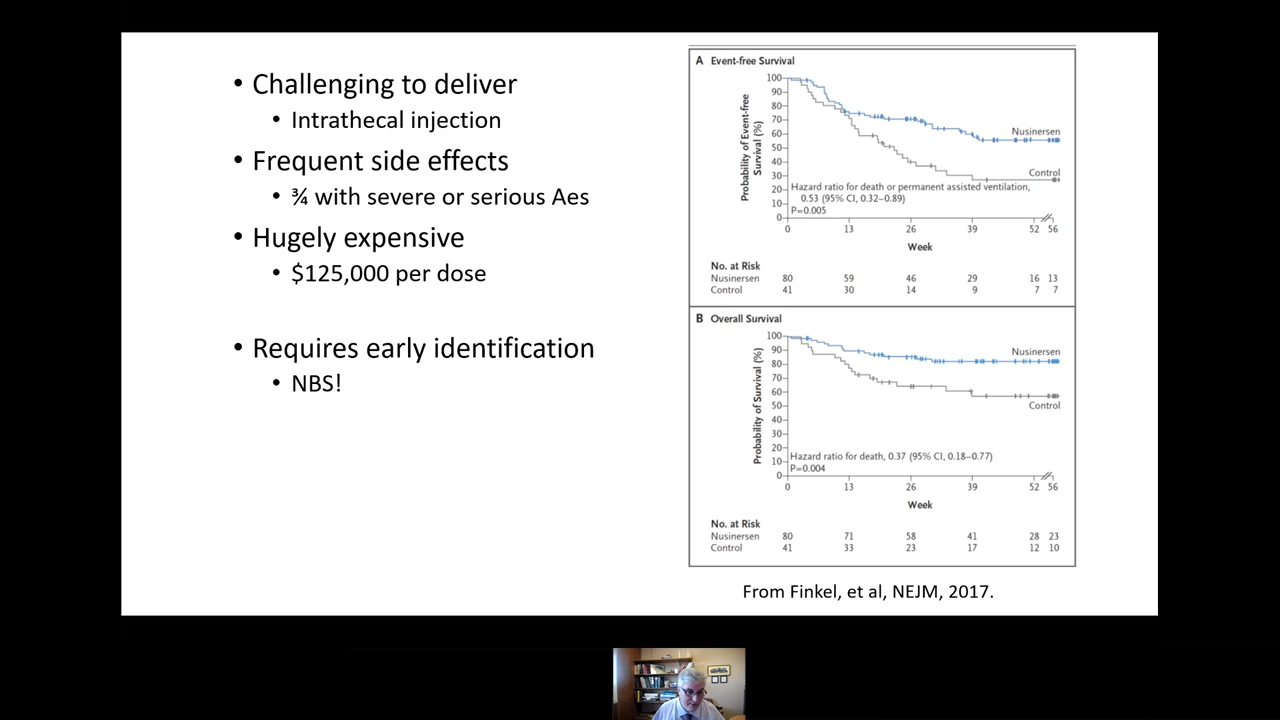 • Challenging to deliver
• Intrathecal injection
• Frequent side effects
• ¾ with severe or serious Aes
• Hugely expensive
• $125,000 per dose
• Requires early identification
• NBS!
A Event-free Survival
Probability of Event-free
Survival (%)
100
90
80
70
60
50
40
30
20
10
0
Nusinersen
Control
Hazard ratio for death or permanent assisted ventilation,
0.53 (95% CI, 0.32–0.89)
P=0.005
0 13 26 39 52 56
Week
No. at Risk
Nusinersen 80 59 46 29 16 13
Control 41 30 14 9 7 7
B Overall Survival
Probability of Survival (%)
100
90
80
70
60
50
40
30
20
10
0
Nusinersen
Control
Hazard ratio for death, 0.37 (95% CI, 0.18–0.77)
P=0.004
0 13 26 39 52 56
Week
No. at Risk
Nusinersen 80 71 58 41 28 23
Control 41 33 23 17 12 10
From Finkel, et al, NEJM, 2017.